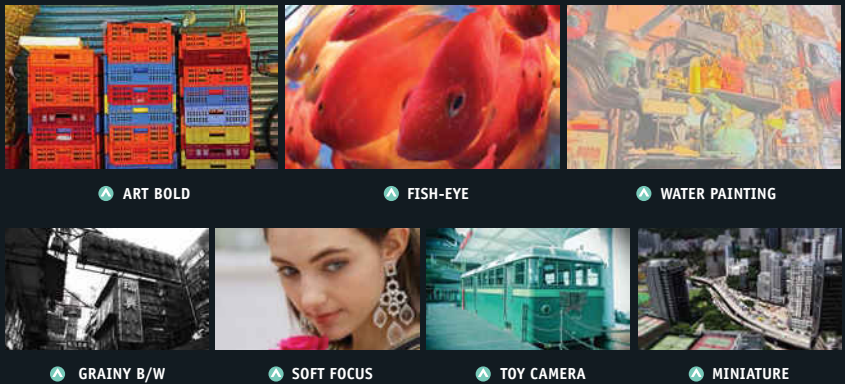 ART BOLD
FISH-EYE
WATER PAINTING
GRAINY B/W
SOFT FOCUS
TOY CAMERA
MINIATURE